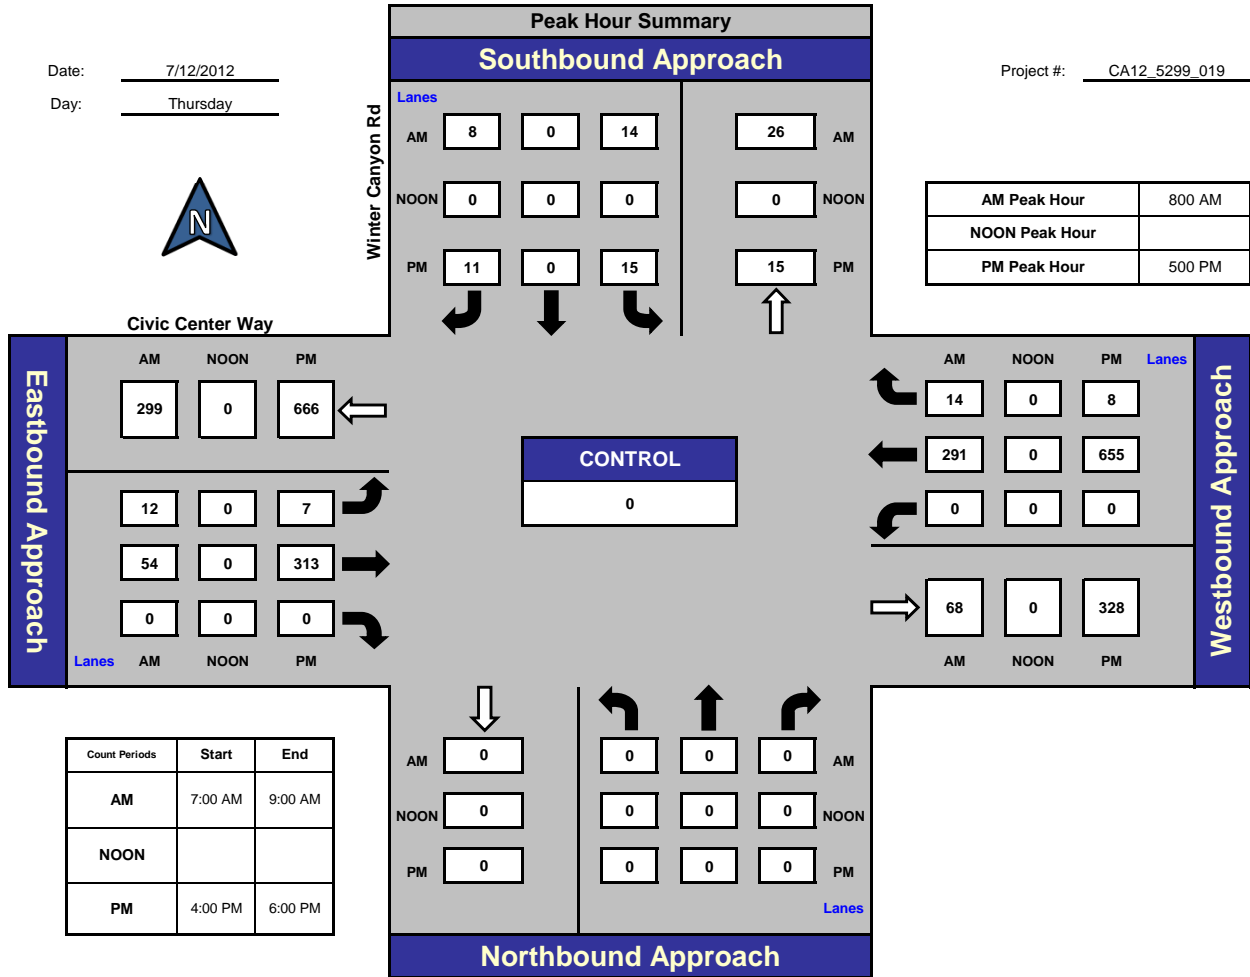 Peak Hour Summary
Southbound Approach
Date: 7/12/2012
Project #: CA12_5299_019
Day: Thursday
Winter Canyon Rd
Lanes
AM 8 0 14 26 AM
NOON 0 0 0 0 NOON
PM 11 0 15 15 PM
N
AM Peak Hour 800 AM
NOON Peak Hour
PM Peak Hour 500 PM
Civic Center Way
Eastbound Approach
AM NOON PM
299 0 666
12 0 7
54 0 313
0 0 0
Lanes AM NOON PM
CONTROL
0
AM NOON PM Lanes
14 0 8
291 0 655
0 0 0
68 0 328
AM NOON PM
Westbound Approach
Count Periods Start End
AM 7:00 AM 9:00 AM
NOON
PM 4:00 PM 6:00 PM
AM 0 0 0 0 AM
NOON 0 0 0 0 NOON
PM 0 0 0 0 PM
Lanes
Northbound Approach